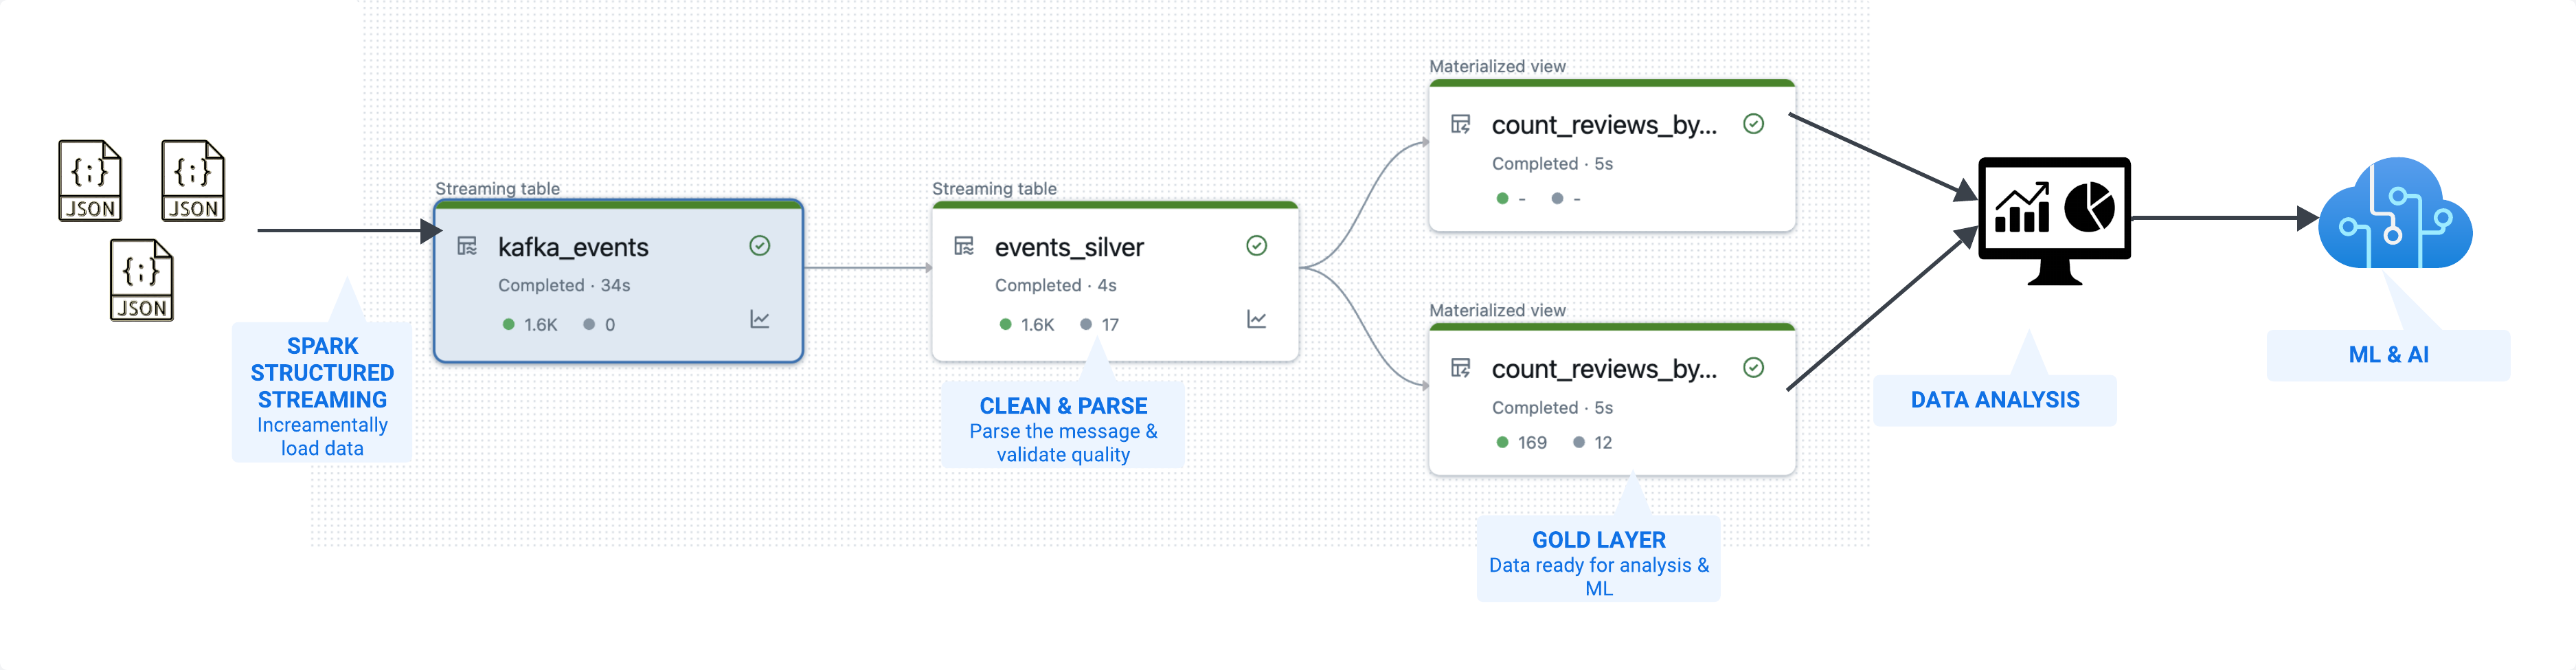 {;}
JSON
{;}
JSON
{;}
JSON
SPARK
STRUCTURED
STREAMING
Increamentally
load data
Streaming table
kafka_events
Completed · 34s
1.6K 0
Streaming table
events_silver
Completed · 4s
1.6K 17
CLEAN & PARSE
Parse the message &
validate quality
Materialized view
count_reviews_by...
Completed · 5s
- -
Materialized view
count_reviews_by...
Completed · 5s
169 12
GOLD LAYER
Data ready for analysis &
ML
DATA ANALYSIS
ML & AI